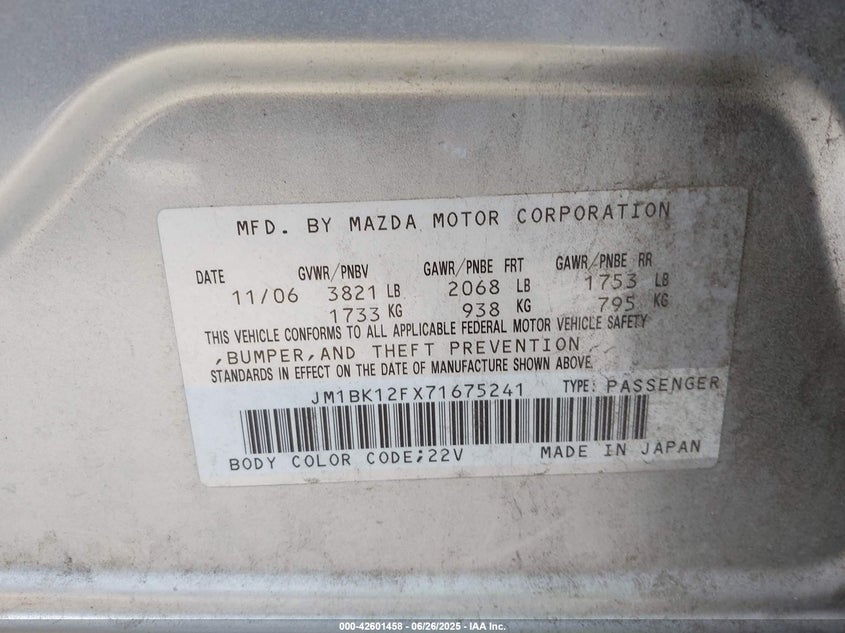 MFD. BY MAZDA MOTOR CORPORATION
DATE GVWR/PNBV GAWR/PNBE FRT GAWR/PNBE RR
11/06 3821 LB 2068 LB 1753 LB
1733 KG 938 KG 795 KG
THIS VEHICLE CONFORMS TO ALL APPLICABLE FEDERAL MOTOR VEHICLE SAFETY
,BUMPER,AND THEFT PREVENTION
STANDARDS IN EFFECT ON THE DATE OF MANUFACTURE SHOWN ABOVE.
JM1BK12FX71675241 TYPE: PASSENGER
BODY COLOR CODE;22V MADE IN JAPAN
000-42601458 - 06/26/2025 - IAA Inc.